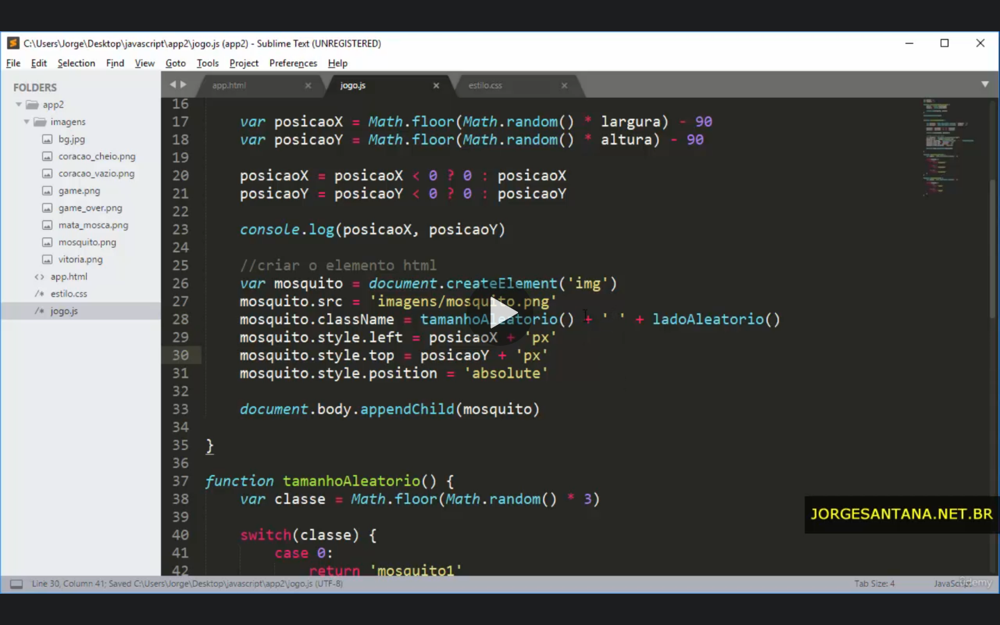 C:\Users\Jorge\Desktop\javascript\app2\jogo.js (app2) - Sublime Text (UNREGISTERED)
File Edit Selection Find View Goto Tools Project Preferences Help
FOLDERS
app2
imagens
bg.jpg
coracao_cheio.png
coracao_vazio.png
game.png
game_over.png
mata_mosca.png
mosquito.png
vitoria.png
<> app.html
/* estilo.css
/* jogo.js
app.html jogo.js estilo.css
16
17 var posicaoX = Math.floor(Math.random() * largura) - 90
18 var posicaoY = Math.floor(Math.random() * altura) - 90
19
20 posicaoX = posicaoX < 0 ? 0 : posicaoX
21 posicaoY = posicaoY < 0 ? 0 : posicaoY
22
23 console.log(posicaoX, posicaoY)
24
25 //criar o elemento html
26 var mosquito = document.createElement('img')
27 mosquito.src = 'imagens/mosquito.png'
28 mosquito.className = tamanhoAleatorio() + ' ' + ladoAleatorio()
29 mosquito.style.left = posicaoX + 'px'
30 mosquito.style.top = posicaoY + 'px'
31 mosquito.style.position = 'absolute'
32
33 document.body.appendChild(mosquito)
34
35 }
36
37 function tamanhoAleatorio() {
38 var classe = Math.floor(Math.random() * 3)
39
40 switch(classe) {
41 case 0:
42 return 'mosquito1'
JORGESANTANA.NET.BR
Line 30, Column 41; Saved C:\Users\Jorge\Desktop\javascript\app2\jogo.js (UTF-8) Tab Size: 4